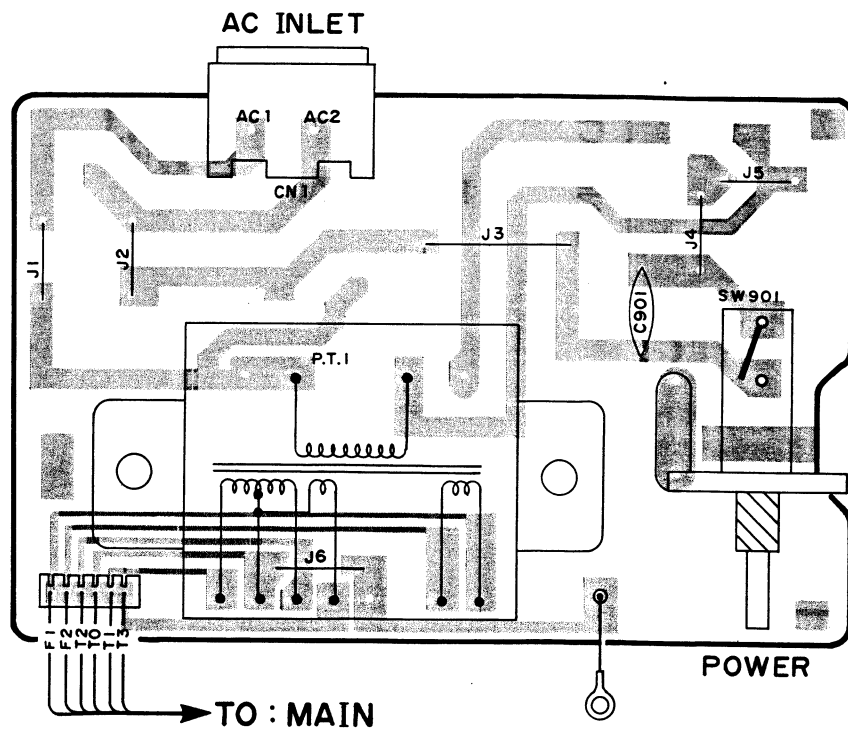 AC INLET
AC1 AC2
CN1
J1
J2
J3
J4
J5
C901
SW901
P.T.1
J6
F1
F2
T2
T0
T1
T3
POWER
TO : MAIN